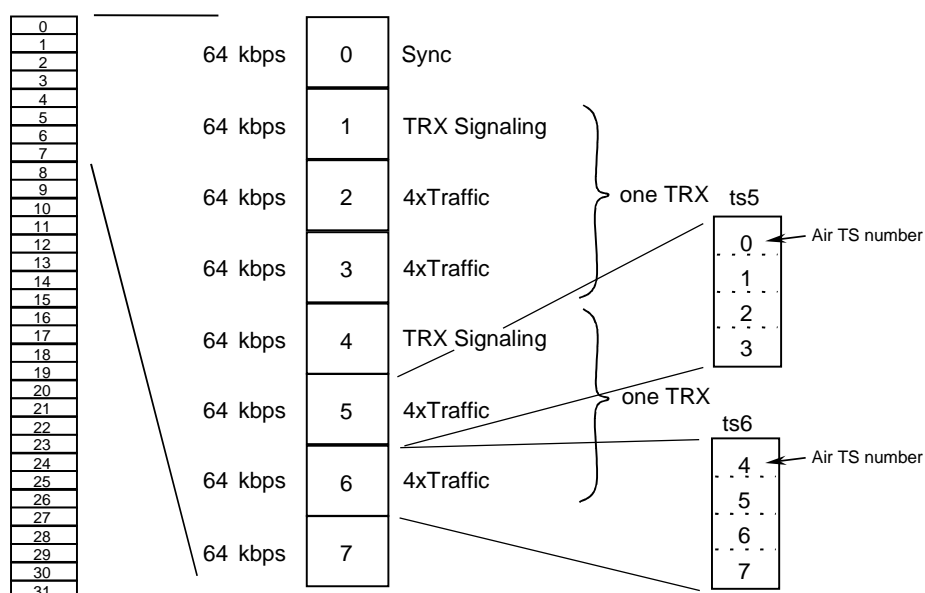 0
1
2
3
4
5
6
7
8
9
10
11
12
13
14
15
16
17
18
19
20
21
22
23
24
25
26
27
28
29
30
31
64 kbps 0 Sync
64 kbps 1 TRX Signaling
64 kbps 2 4xTraffic
64 kbps 3 4xTraffic
one TRX
64 kbps 4 TRX Signaling
64 kbps 5 4xTraffic
64 kbps 6 4xTraffic
one TRX
64 kbps 7
ts5
0 Air TS number
1
2
3
ts6
4 Air TS number
5
6
7